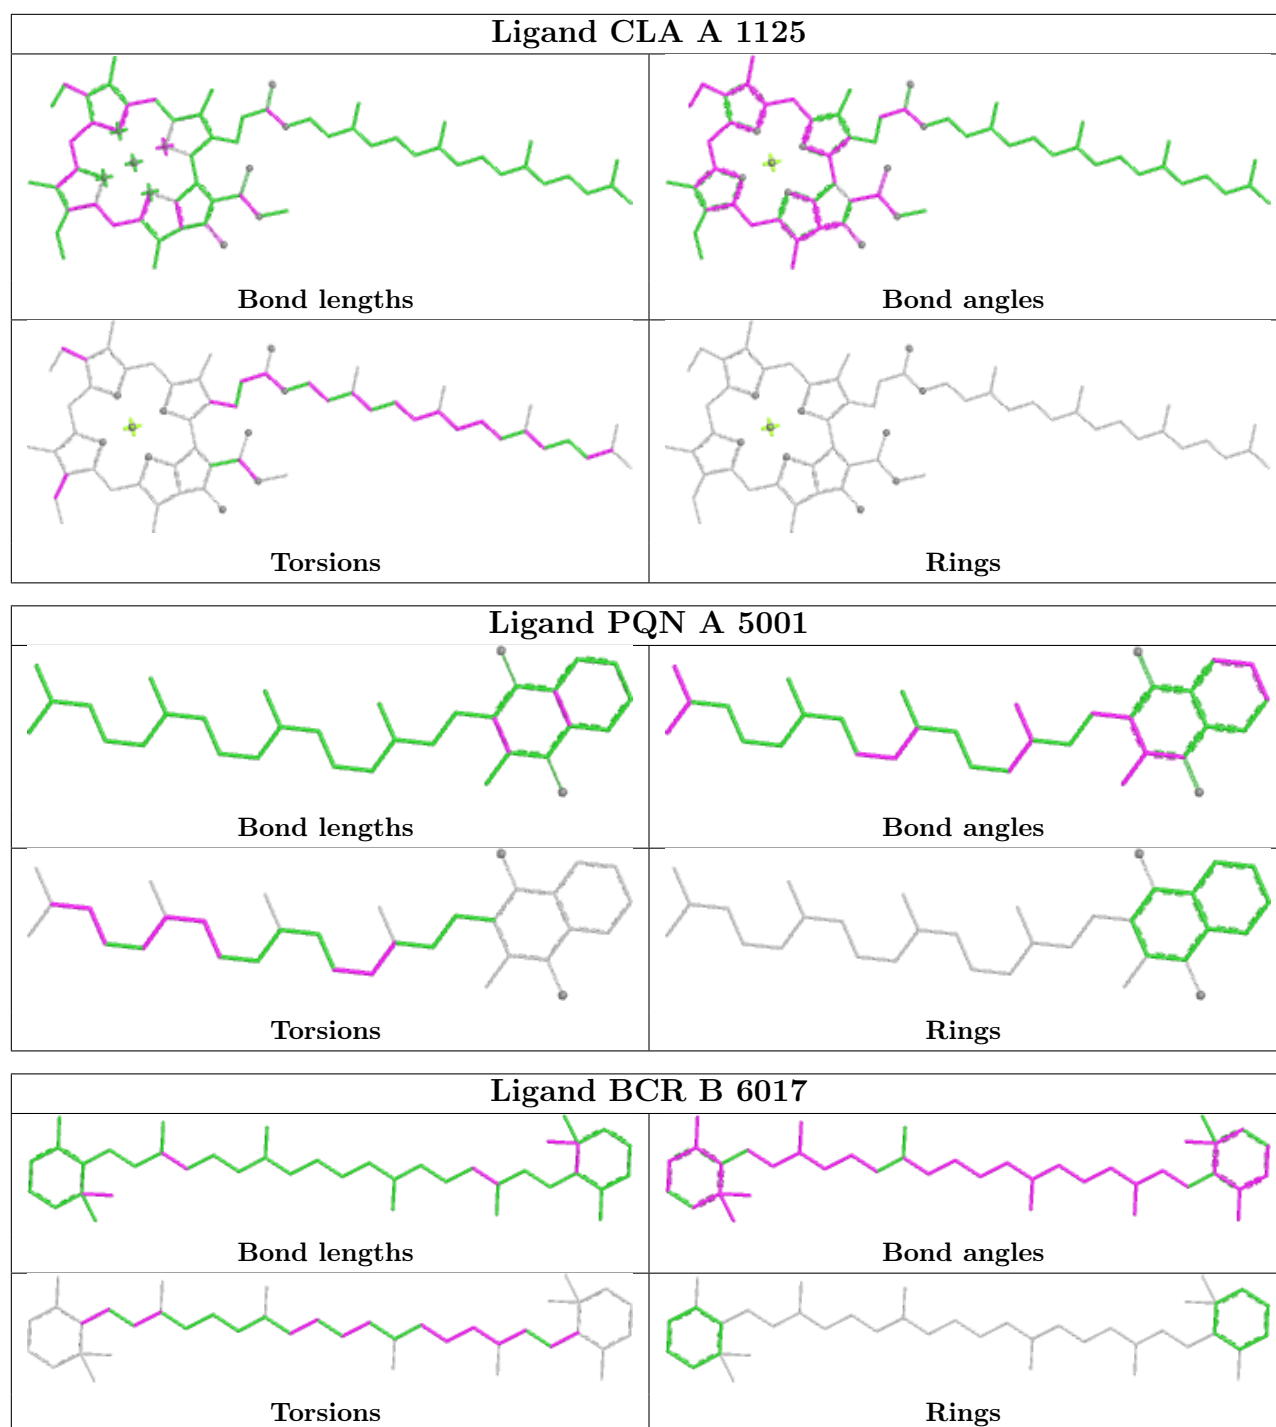 Ligand CLA A 1125
Bond lengths
Bond angles
Torsions
Rings
Ligand PQN A 5001
Bond lengths
Bond angles
Torsions
Rings
Ligand BCR B 6017
Bond lengths
Bond angles
Torsions
Rings